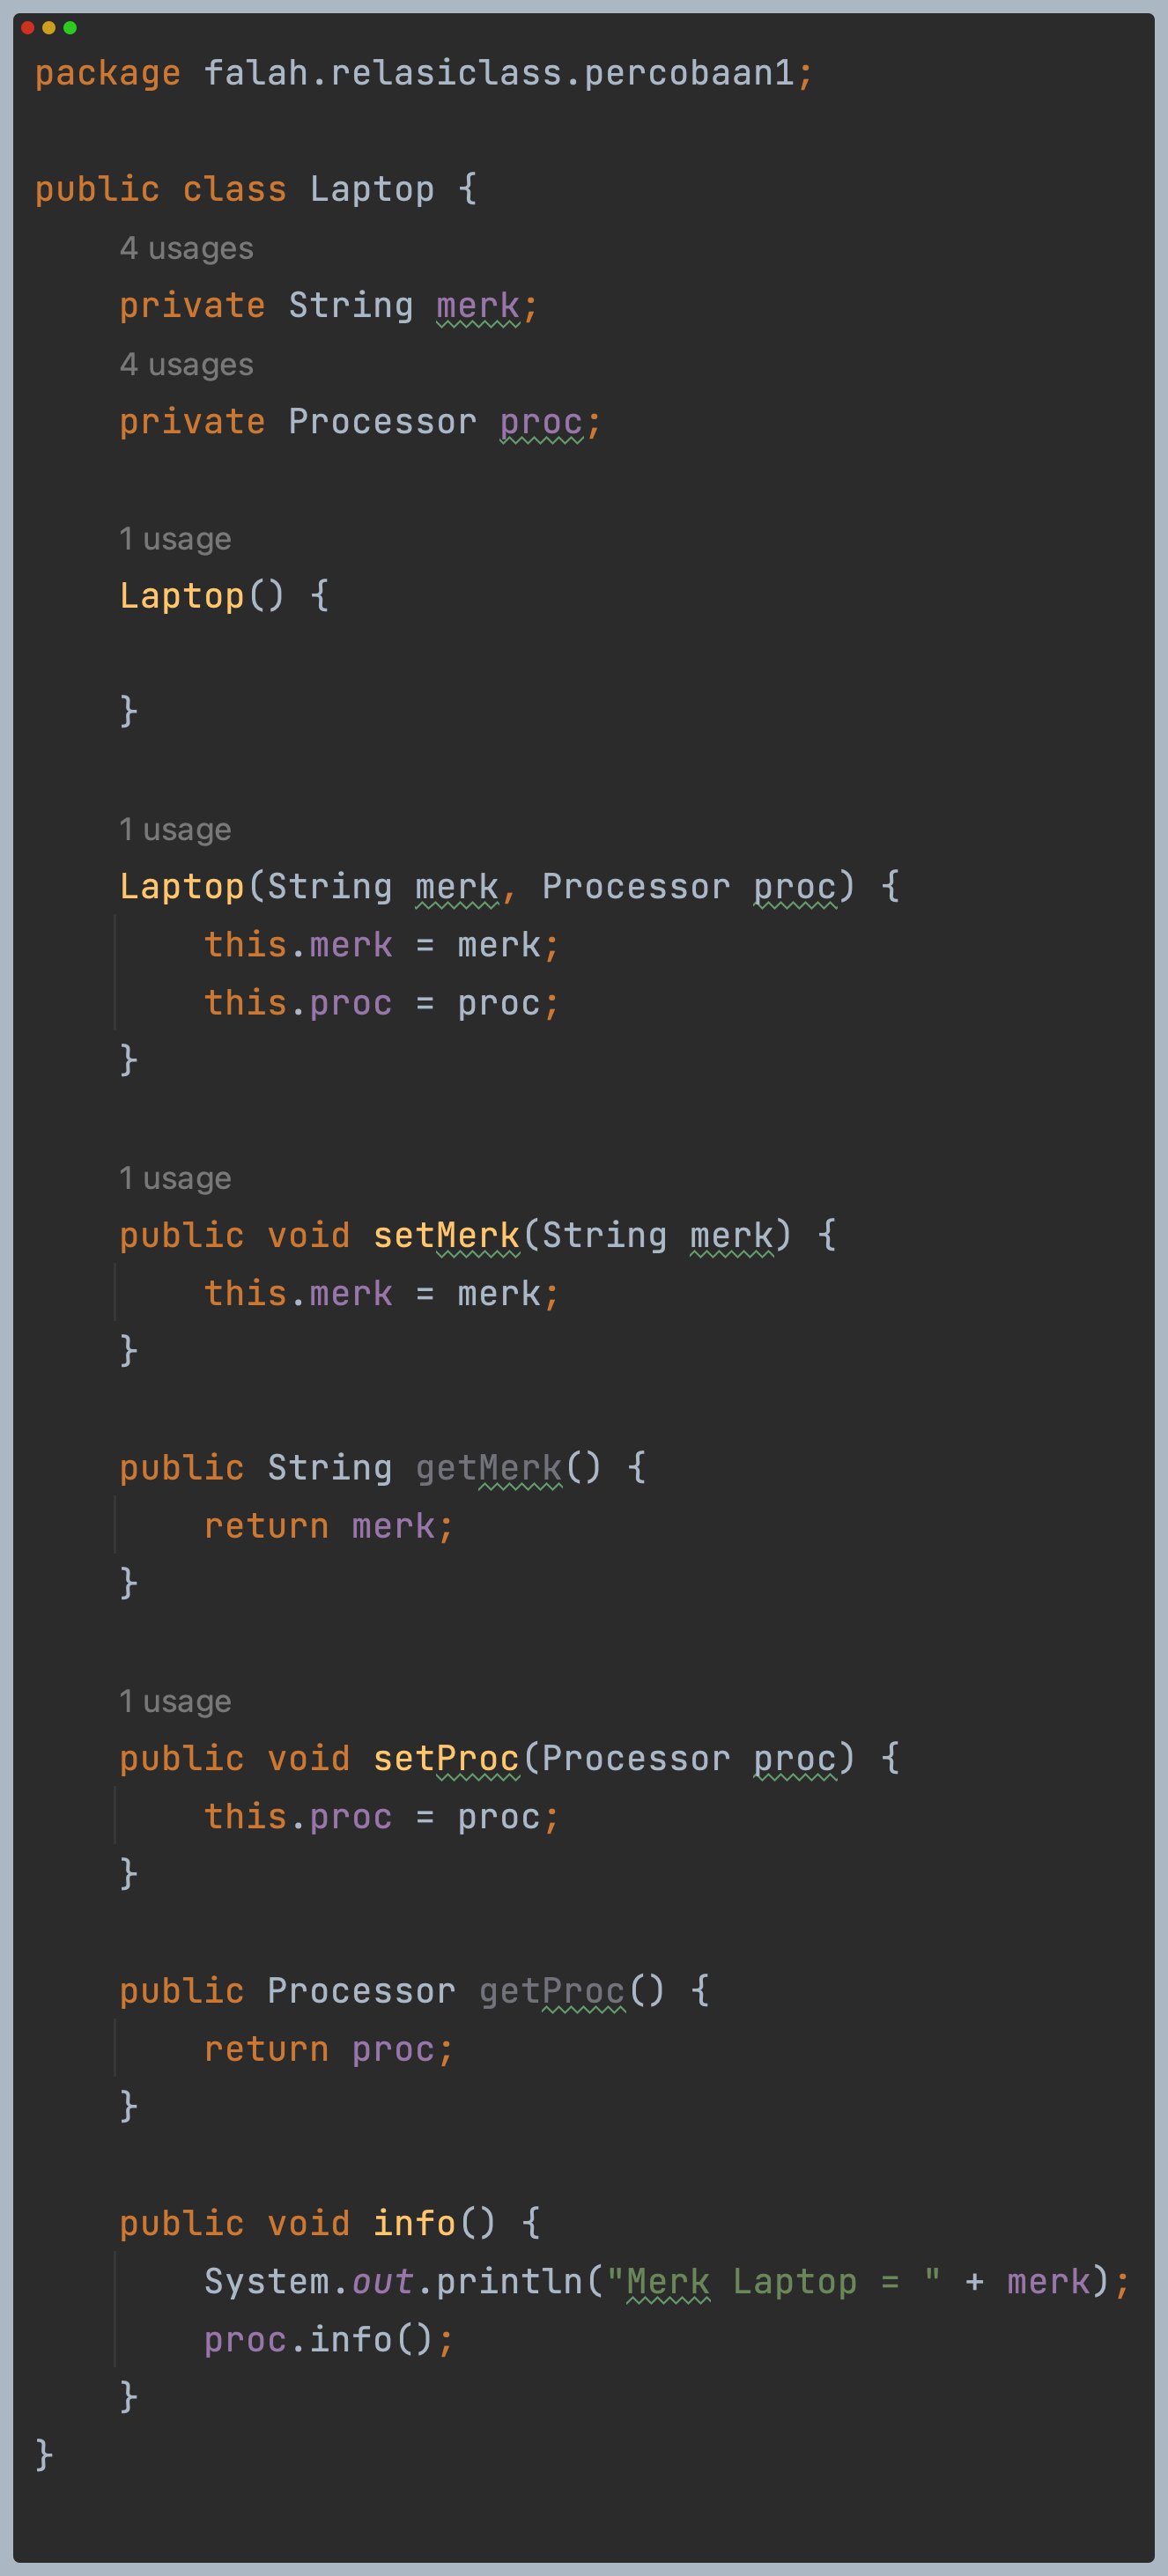 package falah.relasiclass.percobaan1;
public class Laptop {
4 usages
private String merk;
4 usages
private Processor proc;
1 usage
Laptop() {
}
1 usage
Laptop(String merk, Processor proc) {
this.merk = merk;
this.proc = proc;
}
1 usage
public void setMerk(String merk) {
this.merk = merk;
}
public String getMerk() {
return merk;
}
1 usage
public void setProc(Processor proc) {
this.proc = proc;
}
public Processor getProc() {
return proc;
}
public void info() {
System.out.println("Merk Laptop = " + merk);
proc.info();
}
}